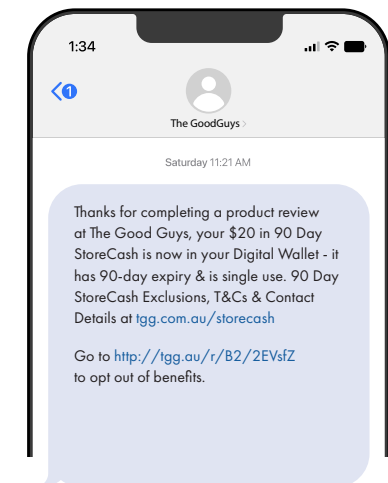 1:34
1
The GoodGuys
Saturday 11:21 AM
Thanks for completing a product review
at The Good Guys, your $20 in 90 Day
StoreCash is now in your Digital Wallet - it
has 90-day expiry & is single use. 90 Day
StoreCash Exclusions, T&Cs & Contact
Details at tgg.com.au/storecash
Go to http://tgg.au/r/B2/2EVsfZ
to opt out of benefits.